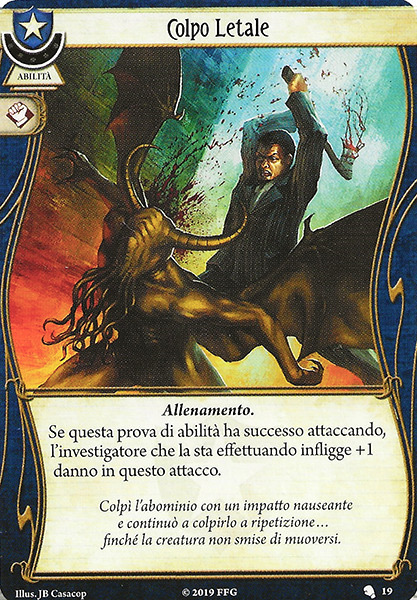 Colpo Letale
ABILITÀ
Allenamento.
Se questa prova di abilità ha successo attaccando,
l'investigatore che la sta effettuando infligge +1
danno in questo attacco.
Colpì l'abominio con un impatto nauseante
e continuò a colpirlo a ripetizione…
finché la creatura non smise di muoversi.
Illus. JB Casacop
© 2019 FFG
19